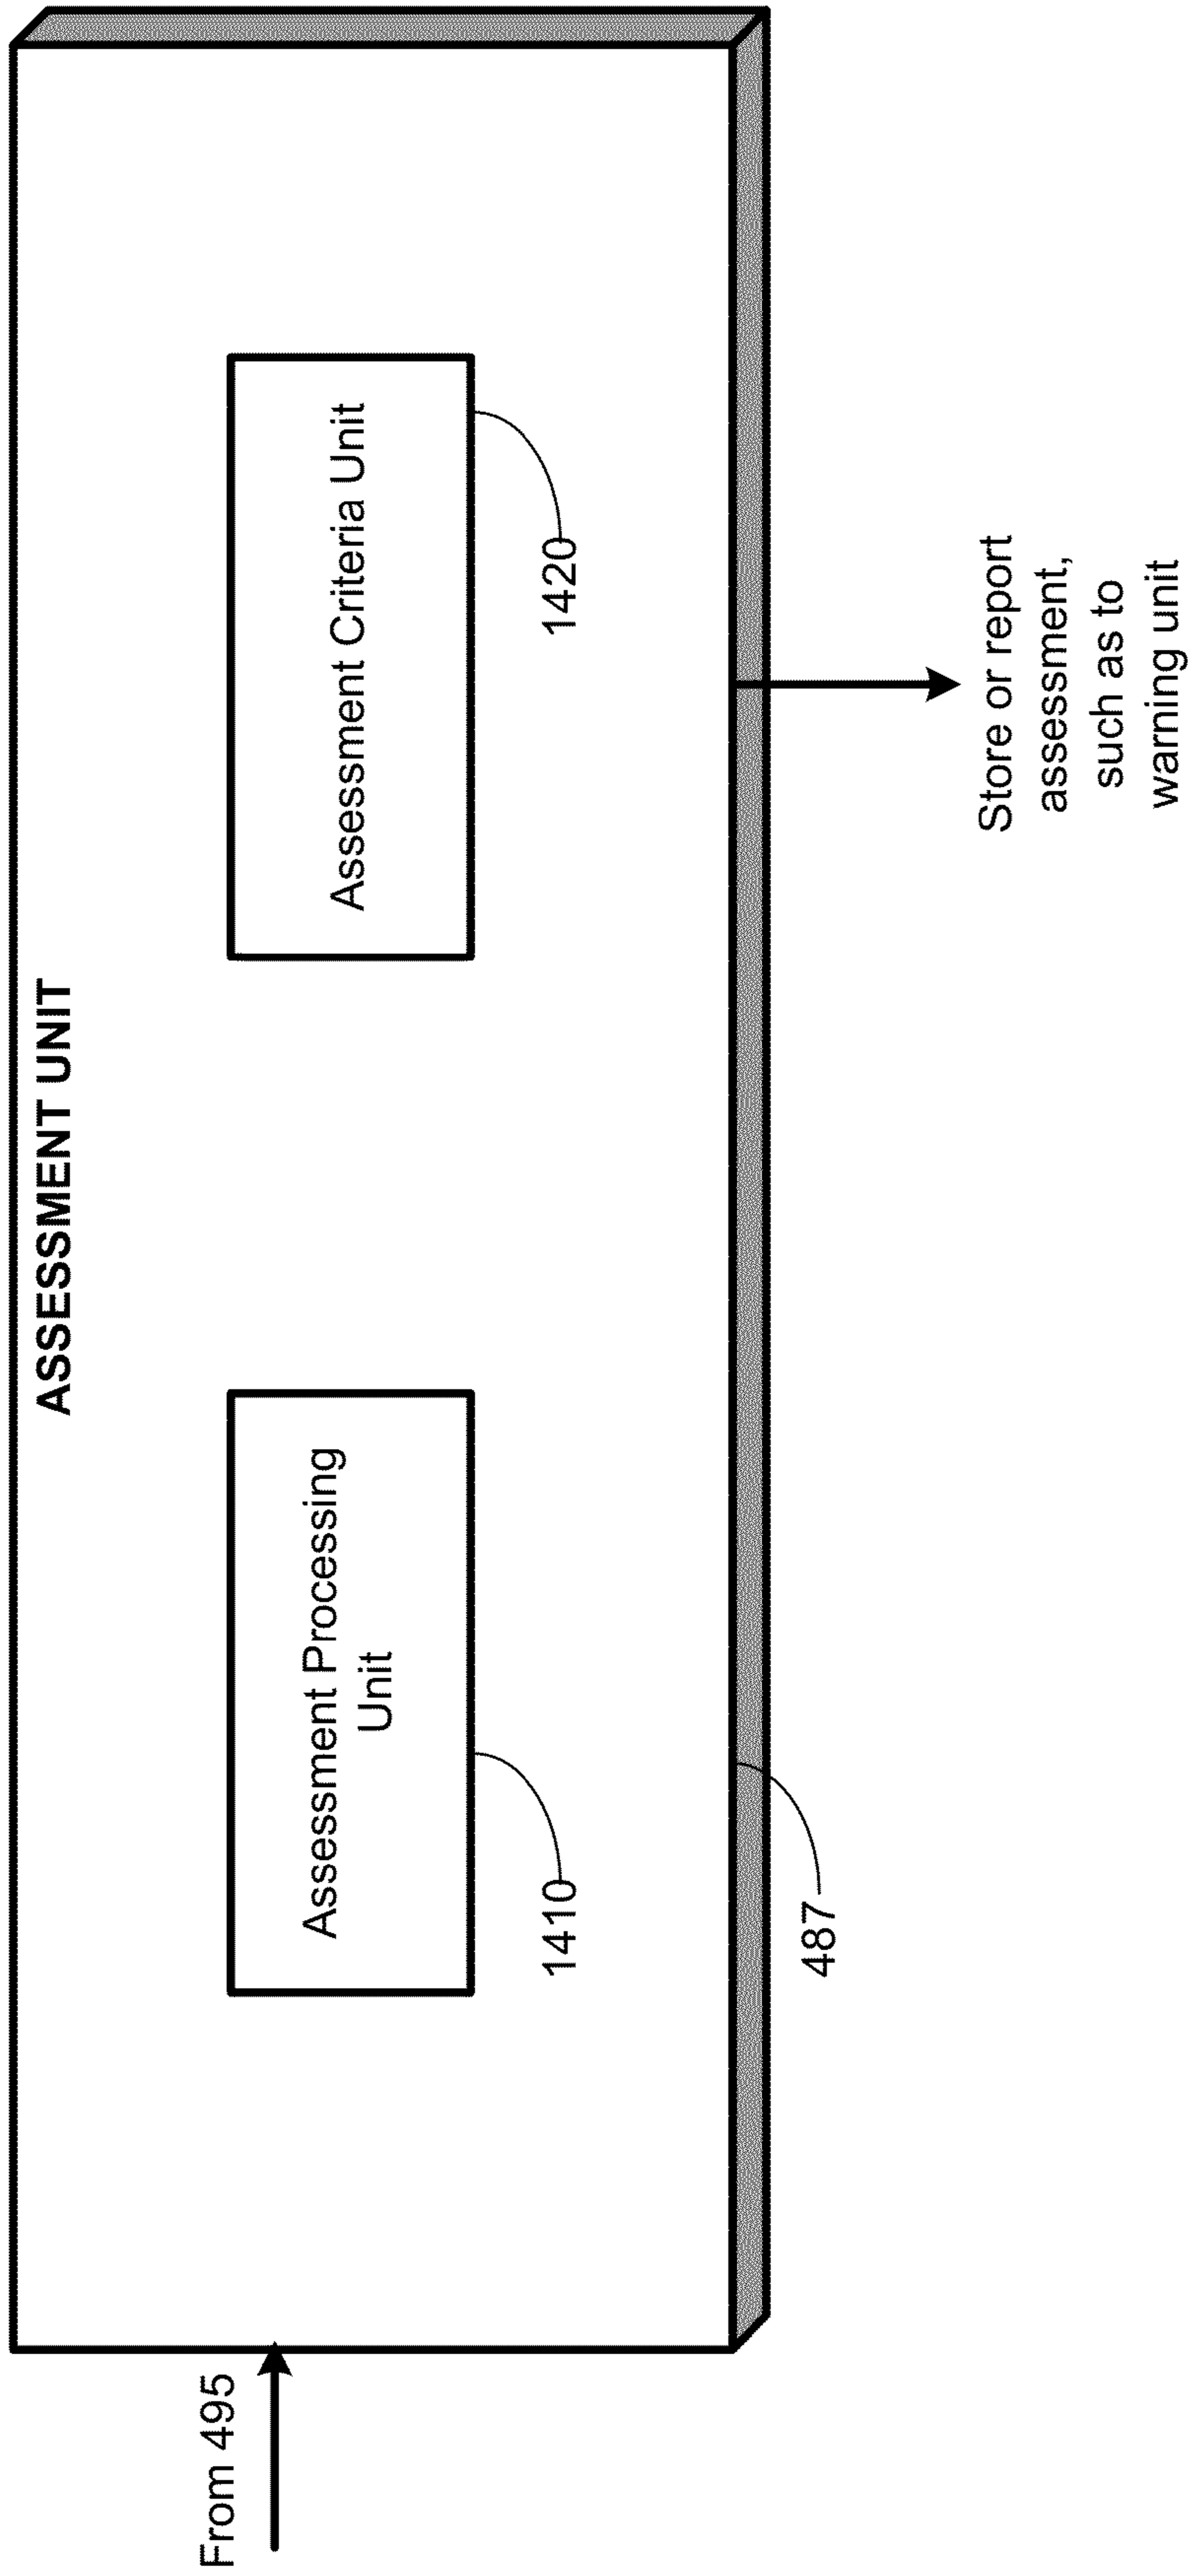 ASSESSMENT UNIT
From 495
Assessment Processing
Unit
1410
Assessment Criteria Unit
1420
487
Store or report
assessment,
such as to
warning unit